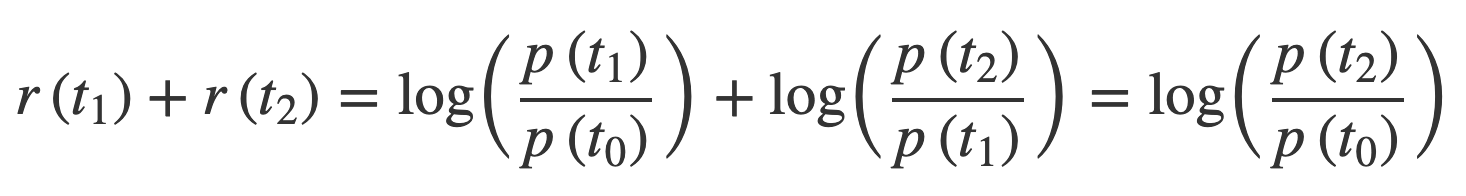 r(t₁) + r(t₂) = log(p(t₁)/p(t₀)) + log(p(t₂)/p(t₁)) = log(p(t₂)/p(t₀))